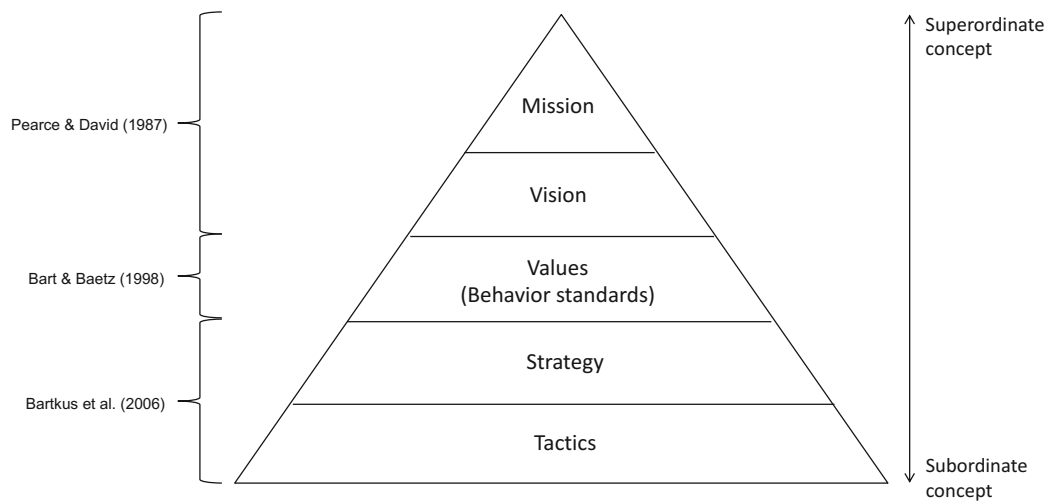 Superordinate
concept
Mission
Pearce & David (1987)
Vision
Values
(Behavior standards)
Bart & Baetz (1998)
Strategy
Bartkus et al. (2006)
Tactics
Subordinate
concept